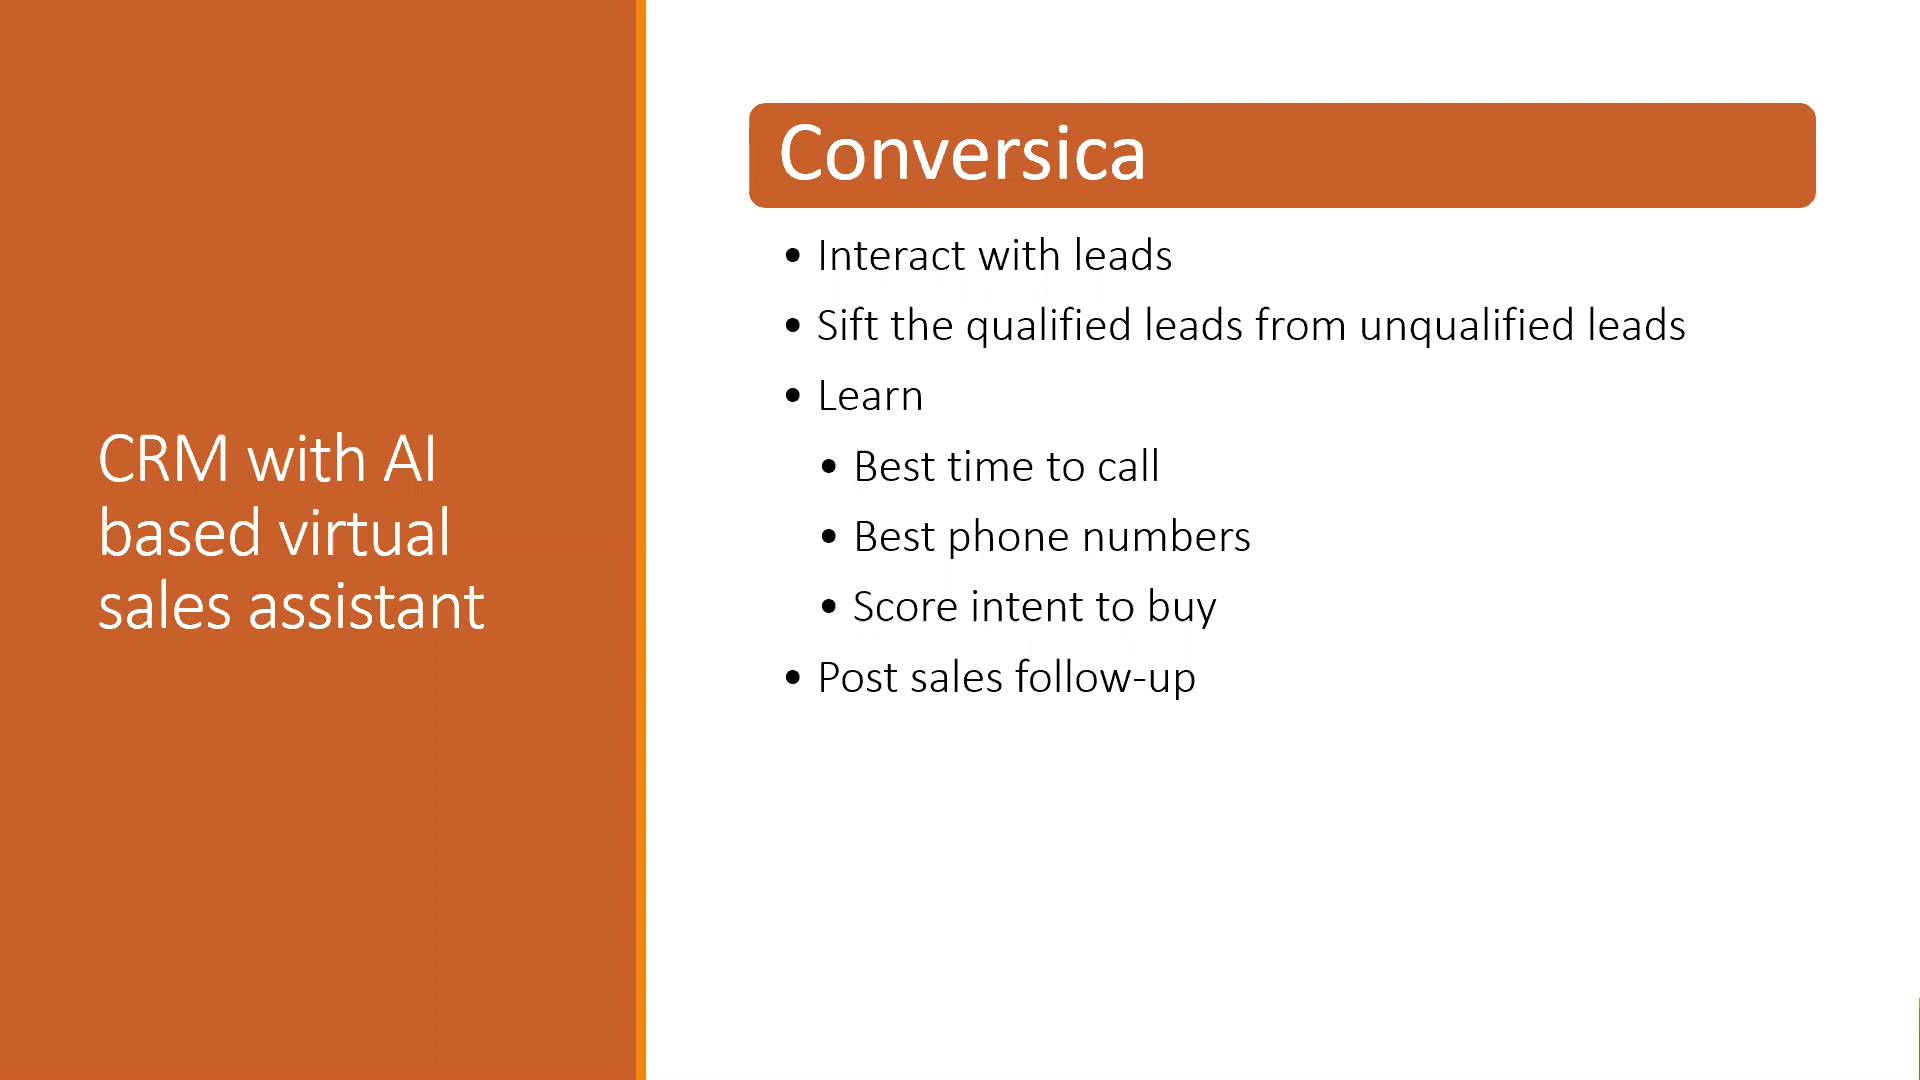 CRM with AI
based virtual
sales assistant
Conversica
• Interact with leads
• Sift the qualified leads from unqualified leads
• Learn
• Best time to call
• Best phone numbers
• Score intent to buy
• Post sales follow-up